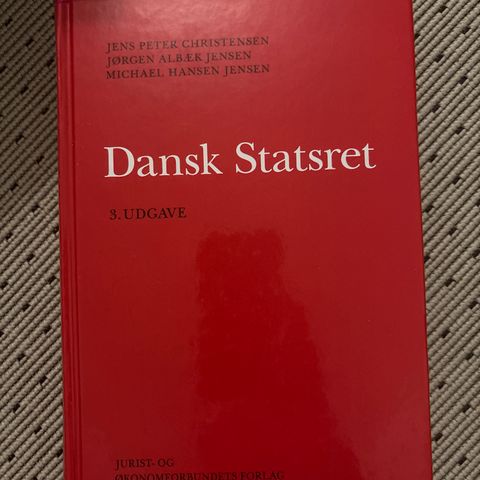 JENS PETER CHRISTENSEN
JØRGEN ALBÆK JENSEN
MICHAEL HANSEN JENSEN
Dansk Statsret
3. UDGAVE
JURIST- OG
ØKONOMFORBUNDETS FORLAG